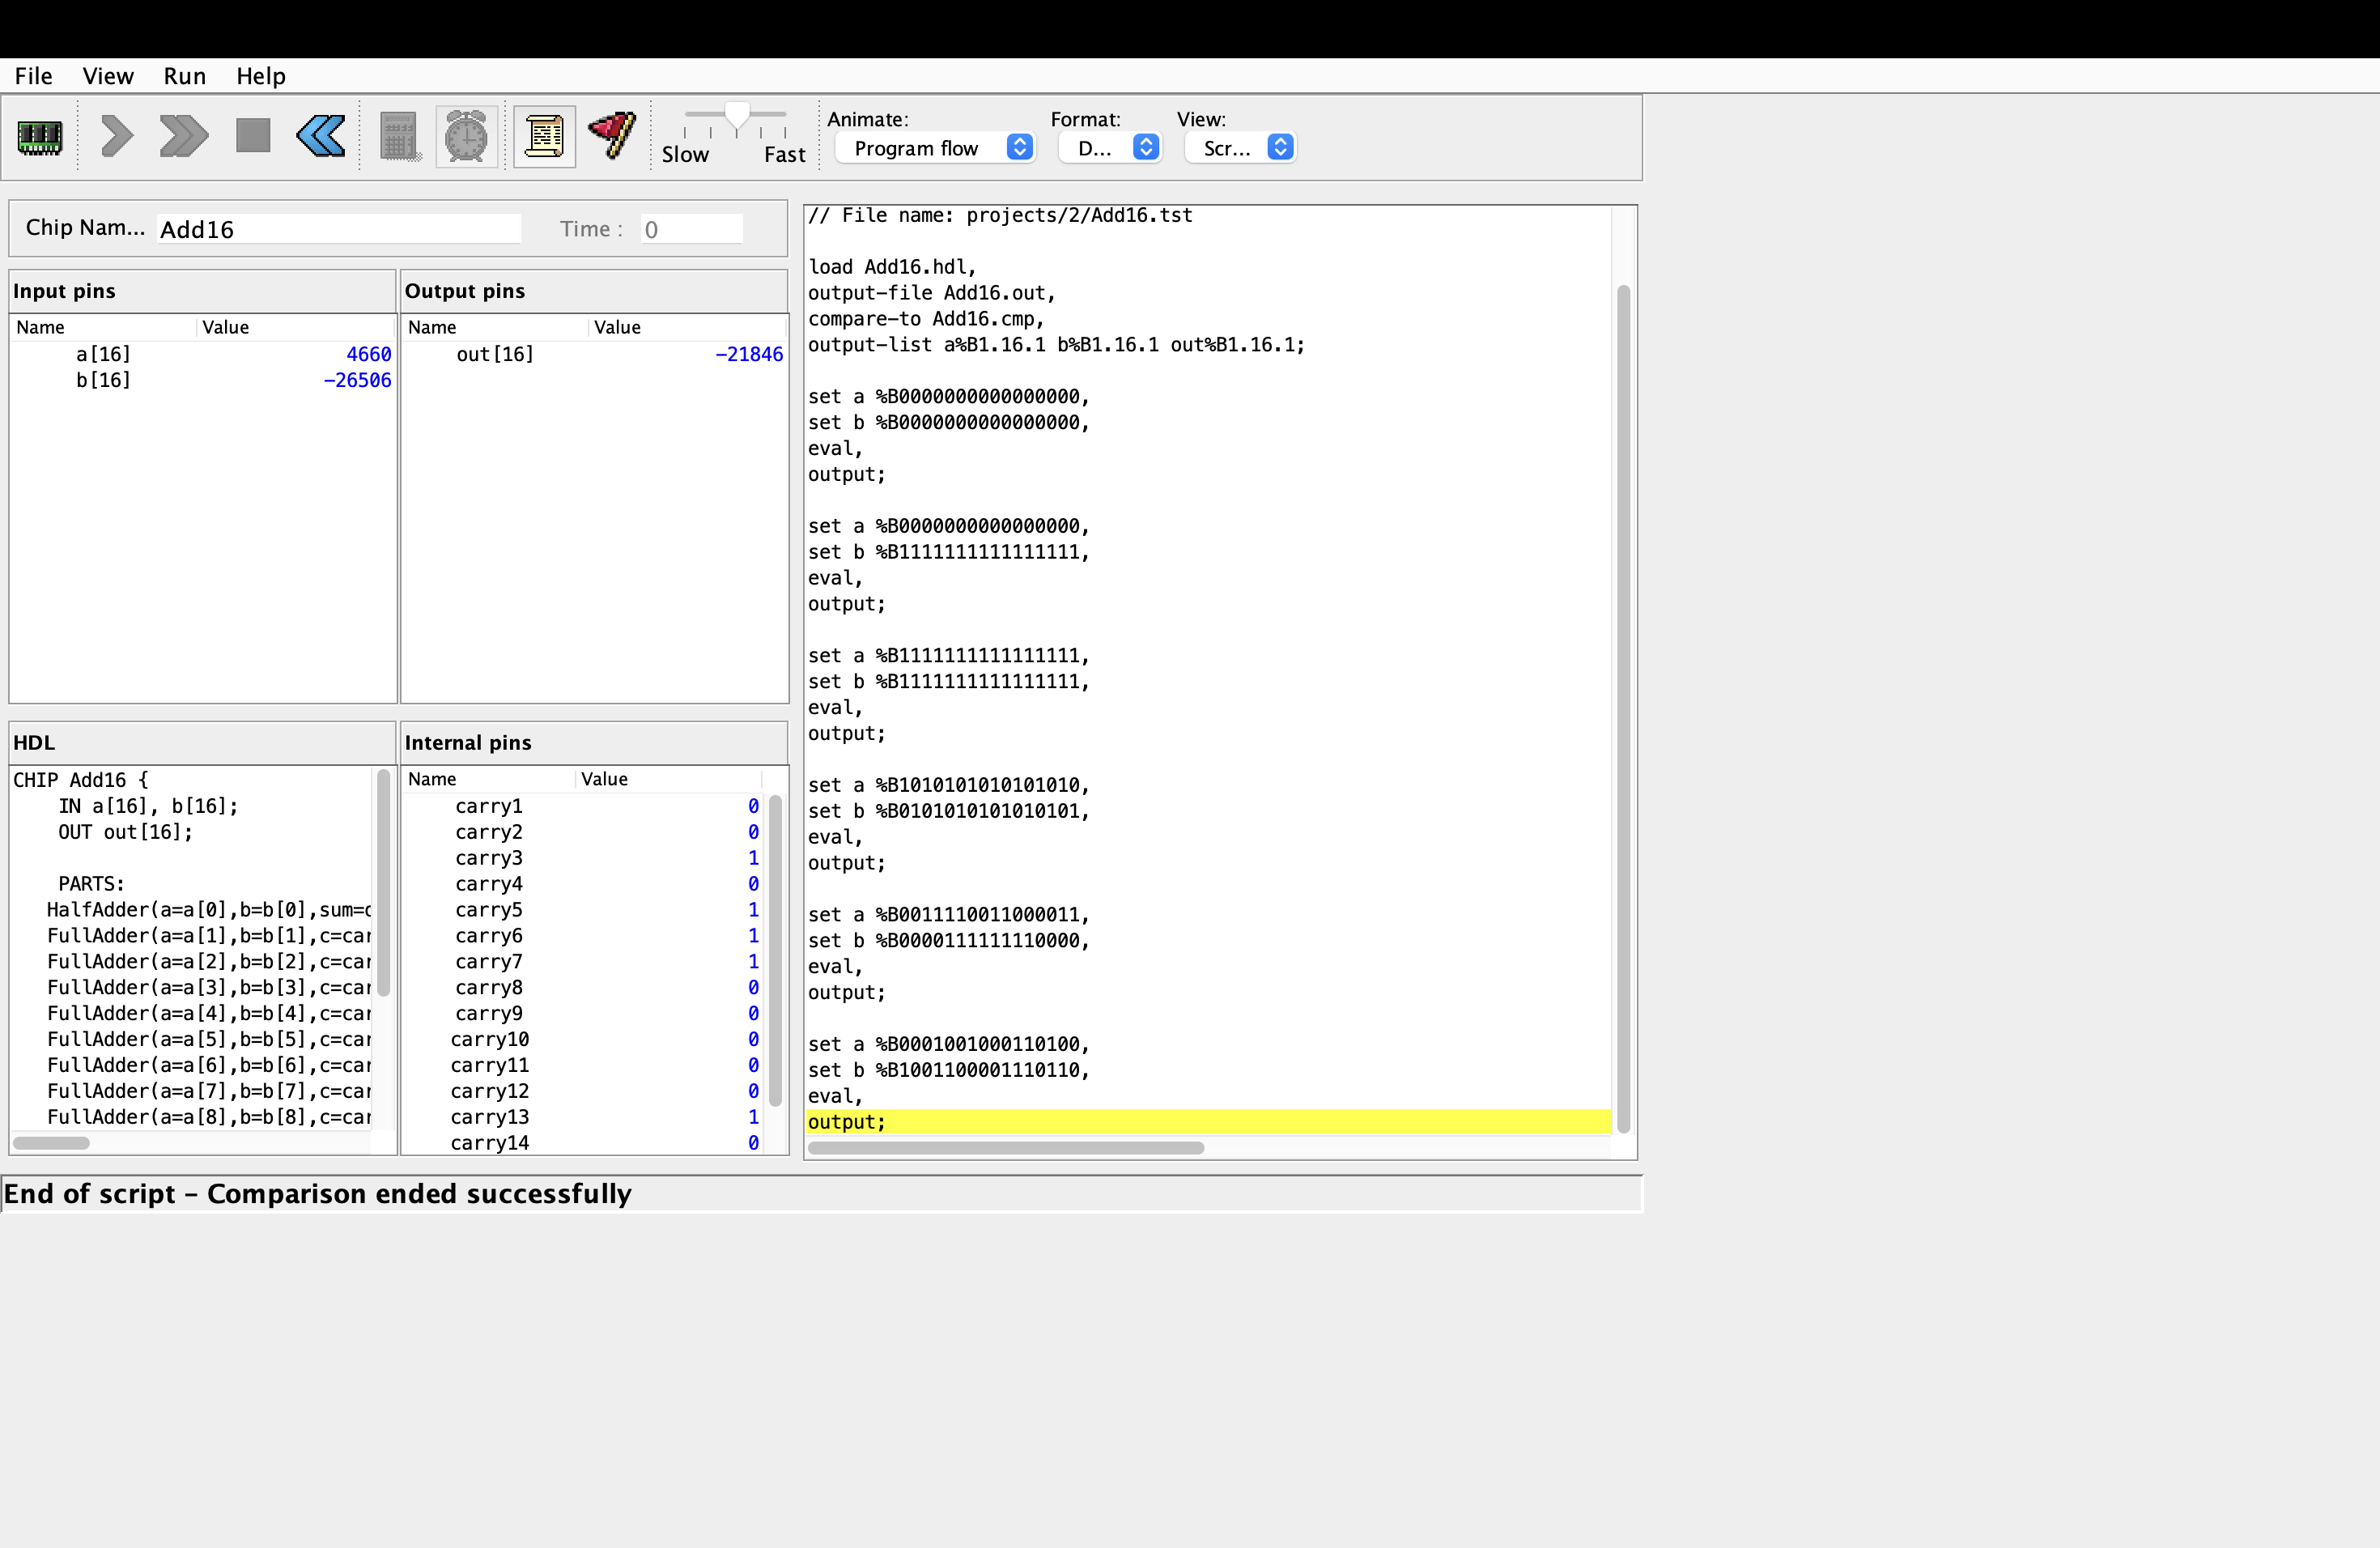 File View Run Help
Slow Fast
Animate: Format: View:
Program flow D... Scr...
Chip Nam... Add16 Time : 0
Input pins
Name Value
a[16] 4660
b[16] -26506
Output pins
Name Value
out[16] -21846
HDL
CHIP Add16 {
IN a[16], b[16];
OUT out[16];
PARTS:
HalfAdder(a=a[0],b=b[0],sum=
FullAdder(a=a[1],b=b[1],c=car
FullAdder(a=a[2],b=b[2],c=car
FullAdder(a=a[3],b=b[3],c=car
FullAdder(a=a[4],b=b[4],c=car
FullAdder(a=a[5],b=b[5],c=car
FullAdder(a=a[6],b=b[6],c=car
FullAdder(a=a[7],b=b[7],c=car
FullAdder(a=a[8],b=b[8],c=car
Internal pins
Name Value
carry1 0
carry2 0
carry3 1
carry4 0
carry5 1
carry6 1
carry7 1
carry8 0
carry9 0
carry10 0
carry11 0
carry12 0
carry13 1
carry14 0
// File name: projects/2/Add16.tst
load Add16.hdl,
output-file Add16.out,
compare-to Add16.cmp,
output-list a%B1.16.1 b%B1.16.1 out%B1.16.1;
set a %B0000000000000000,
set b %B0000000000000000,
eval,
output;
set a %B0000000000000000,
set b %B1111111111111111,
eval,
output;
set a %B1111111111111111,
set b %B1111111111111111,
eval,
output;
set a %B1010101010101010,
set b %B0101010101010101,
eval,
output;
set a %B0011110011000011,
set b %B0000111111110000,
eval,
output;
set a %B0001001000110100,
set b %B1001100001110110,
eval,
output;
End of script – Comparison ended successfully